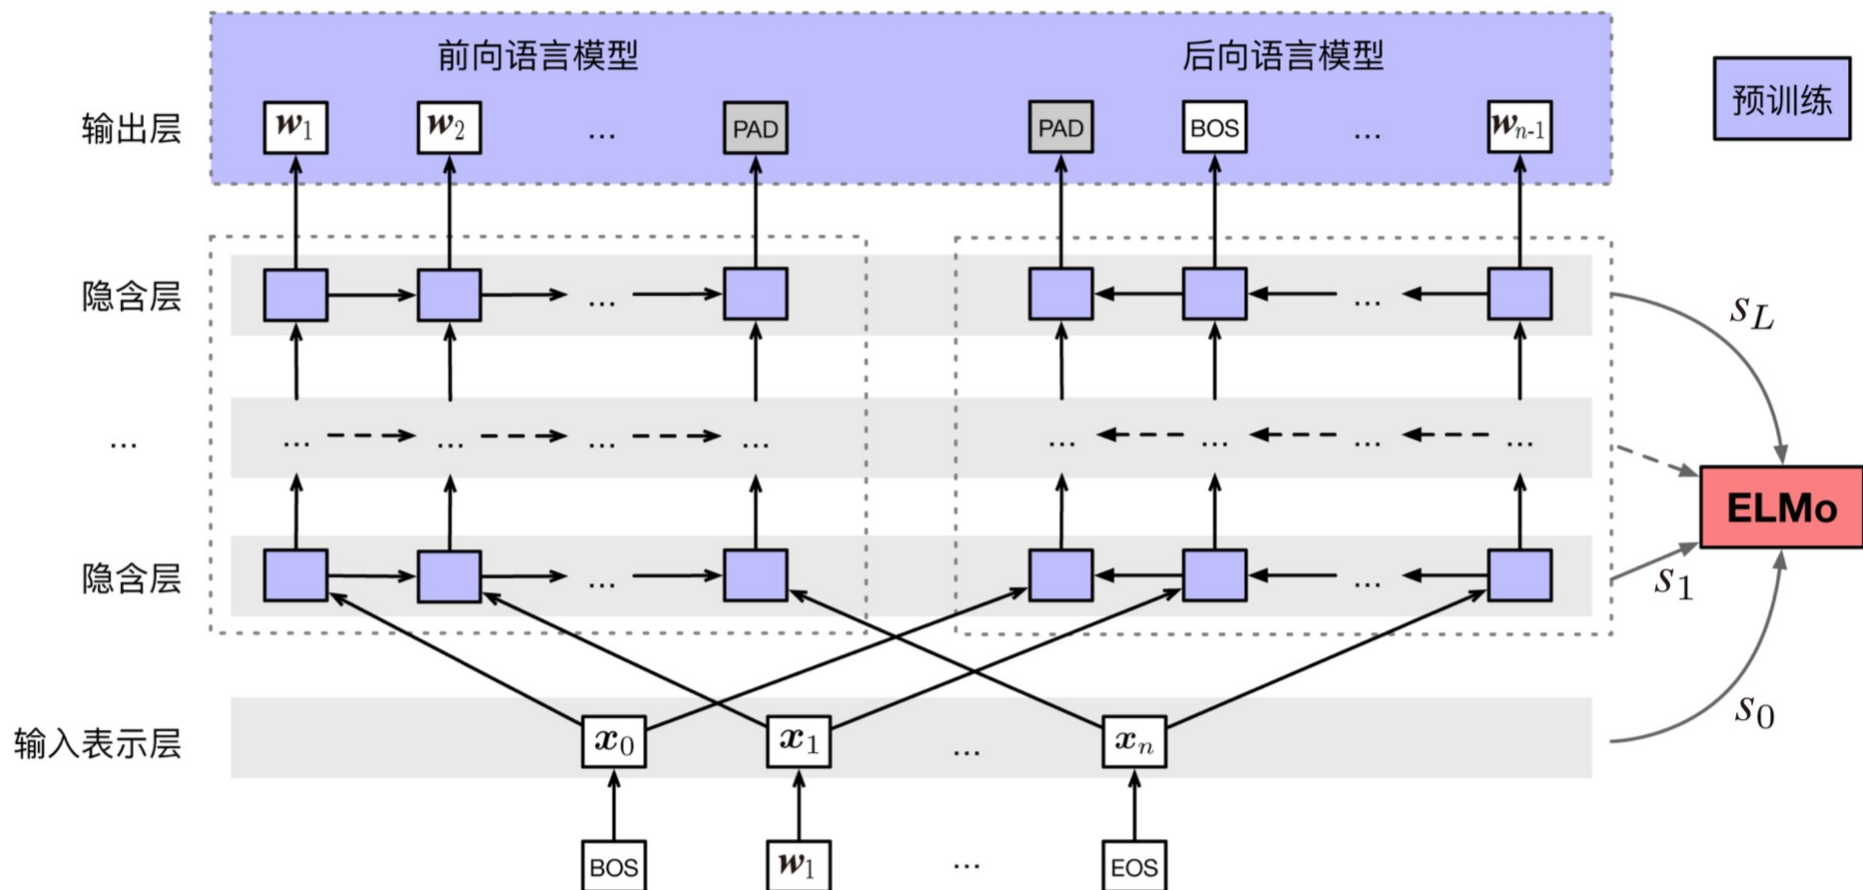 前向语言模型 后向语言模型
预训练
输出层 w1 w2 ... PAD PAD BOS ... wn-1
隐含层 ... ...
sL
... ... ... ... ... ... ... ... ...
ELMo
隐含层 ... ...
s1
s0
输入表示层 x0 x1 ... xn
BOS w1 ... EOS